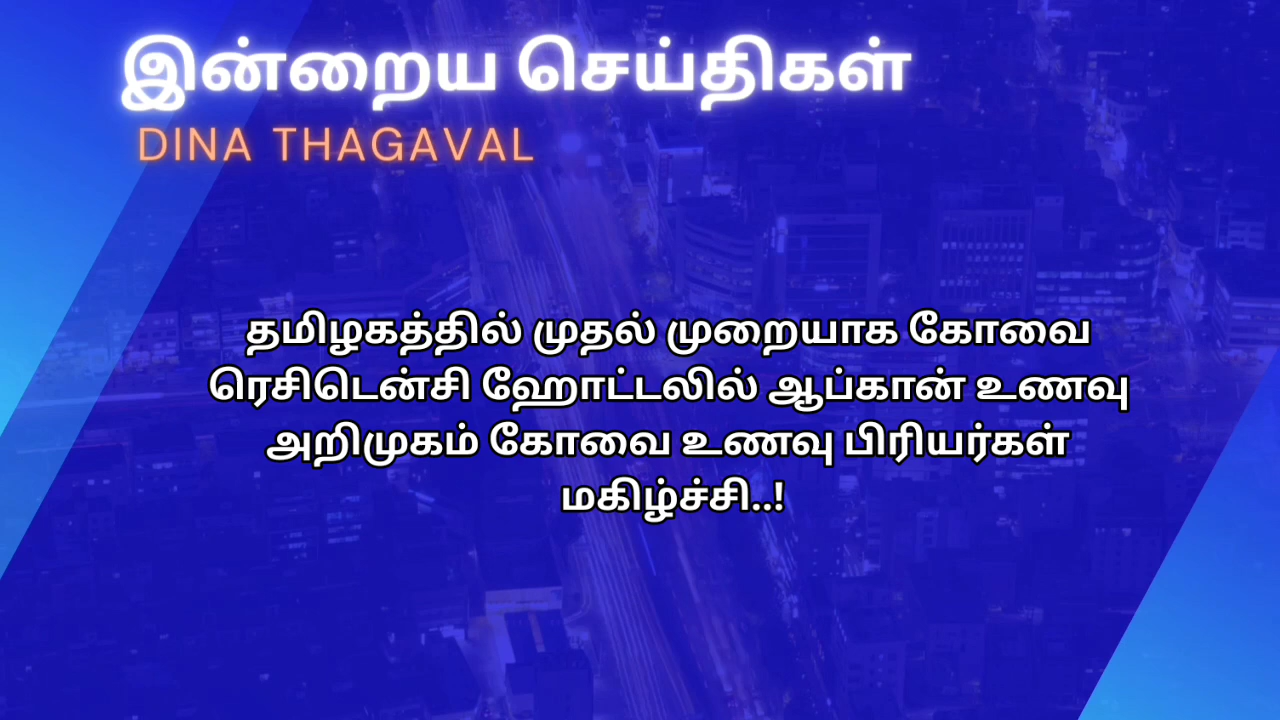 இன்றைய செய்திகள்
DINA THAGAVAL
தமிழகத்தில் முதல் முறையாக கோவை
ரெசிடென்சி ஹோட்டலில் ஆப்கான் உணவு
அறிமுகம் கோவை உணவு பிரியர்கள்
மகிழ்ச்சி..!